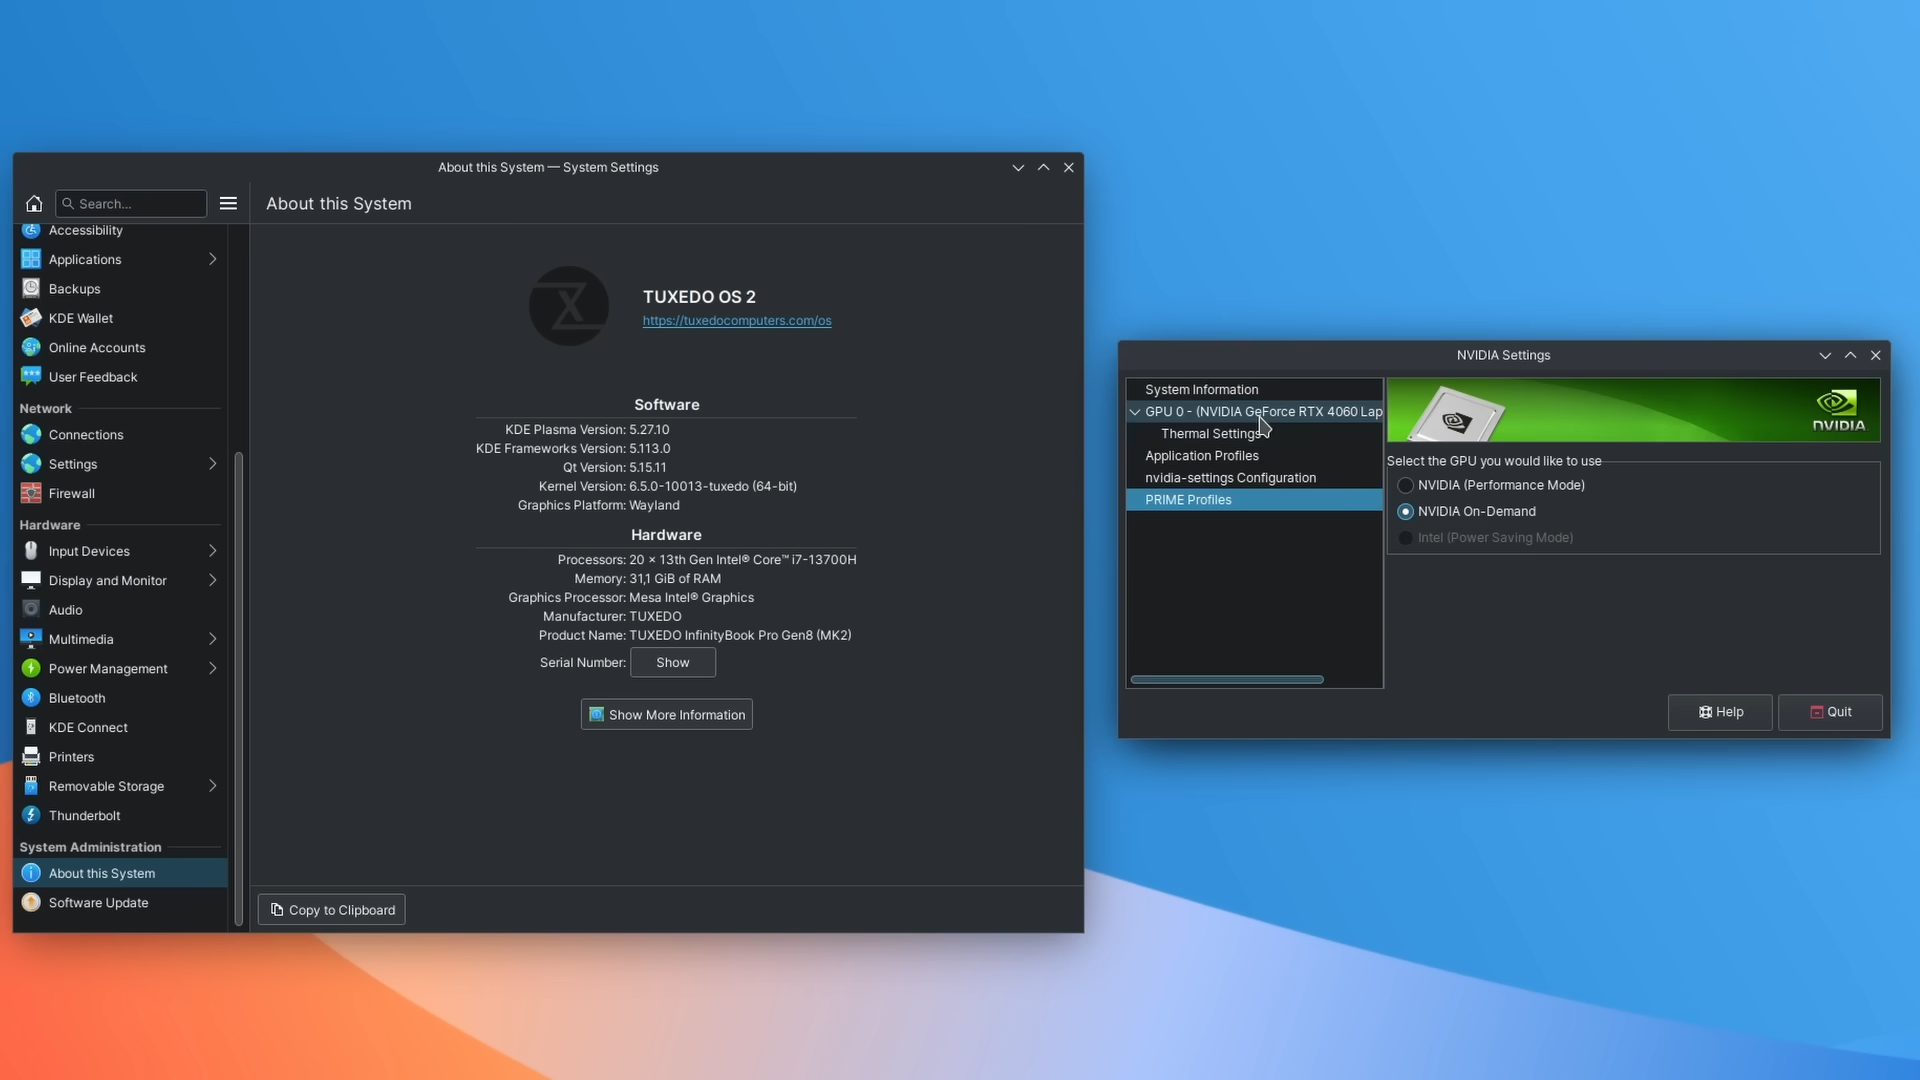 About this System — System Settings
Search...
About this System
Accessibility
Applications
Backups
KDE Wallet
Online Accounts
User Feedback
Network
Connections
Settings
Firewall
Hardware
Input Devices
Display and Monitor
Audio
Multimedia
Power Management
Bluetooth
KDE Connect
Printers
Removable Storage
Thunderbolt
System Administration
About this System
Software Update
TUXEDO OS 2
https://tuxedocomputers.com/os
Software
KDE Plasma Version: 5.27.10
KDE Frameworks Version: 5.113.0
Qt Version: 5.15.11
Kernel Version: 6.5.0-10013-tuxedo (64-bit)
Graphics Platform: Wayland
Hardware
Processors: 20 × 13th Gen Intel® Core™ i7-13700H
Memory: 31,1 GiB of RAM
Graphics Processor: Mesa Intel® Graphics
Manufacturer: TUXEDO
Product Name: TUXEDO InfinityBook Pro Gen8 (MK2)
Serial Number: Show
Show More Information
Copy to Clipboard
NVIDIA Settings
System Information
GPU 0 - (NVIDIA GeForce RTX 4060 Lap
Thermal Settings
Application Profiles
nvidia-settings Configuration
PRIME Profiles
NVIDIA
Select the GPU you would like to use
NVIDIA (Performance Mode)
NVIDIA On-Demand
Intel (Power Saving Mode)
Help
Quit